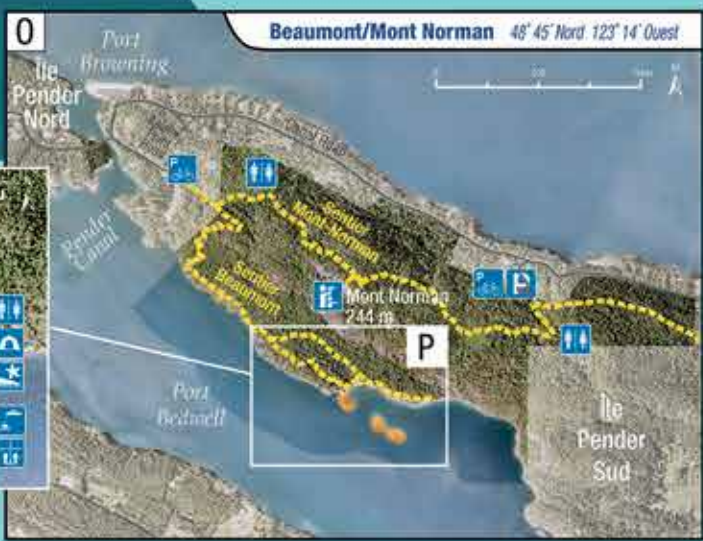 O
Beaumont/Mont Norman 48° 45' Nord 123° 14' Ouest
Port
Browning
Île
Pender
Nord
Pender
Canal
P
Sentier
Mont-Norman
Sentier
Beaumont
P
Mont Norman
244 m
P
Port
Bedwell
Île
Pender
Sud